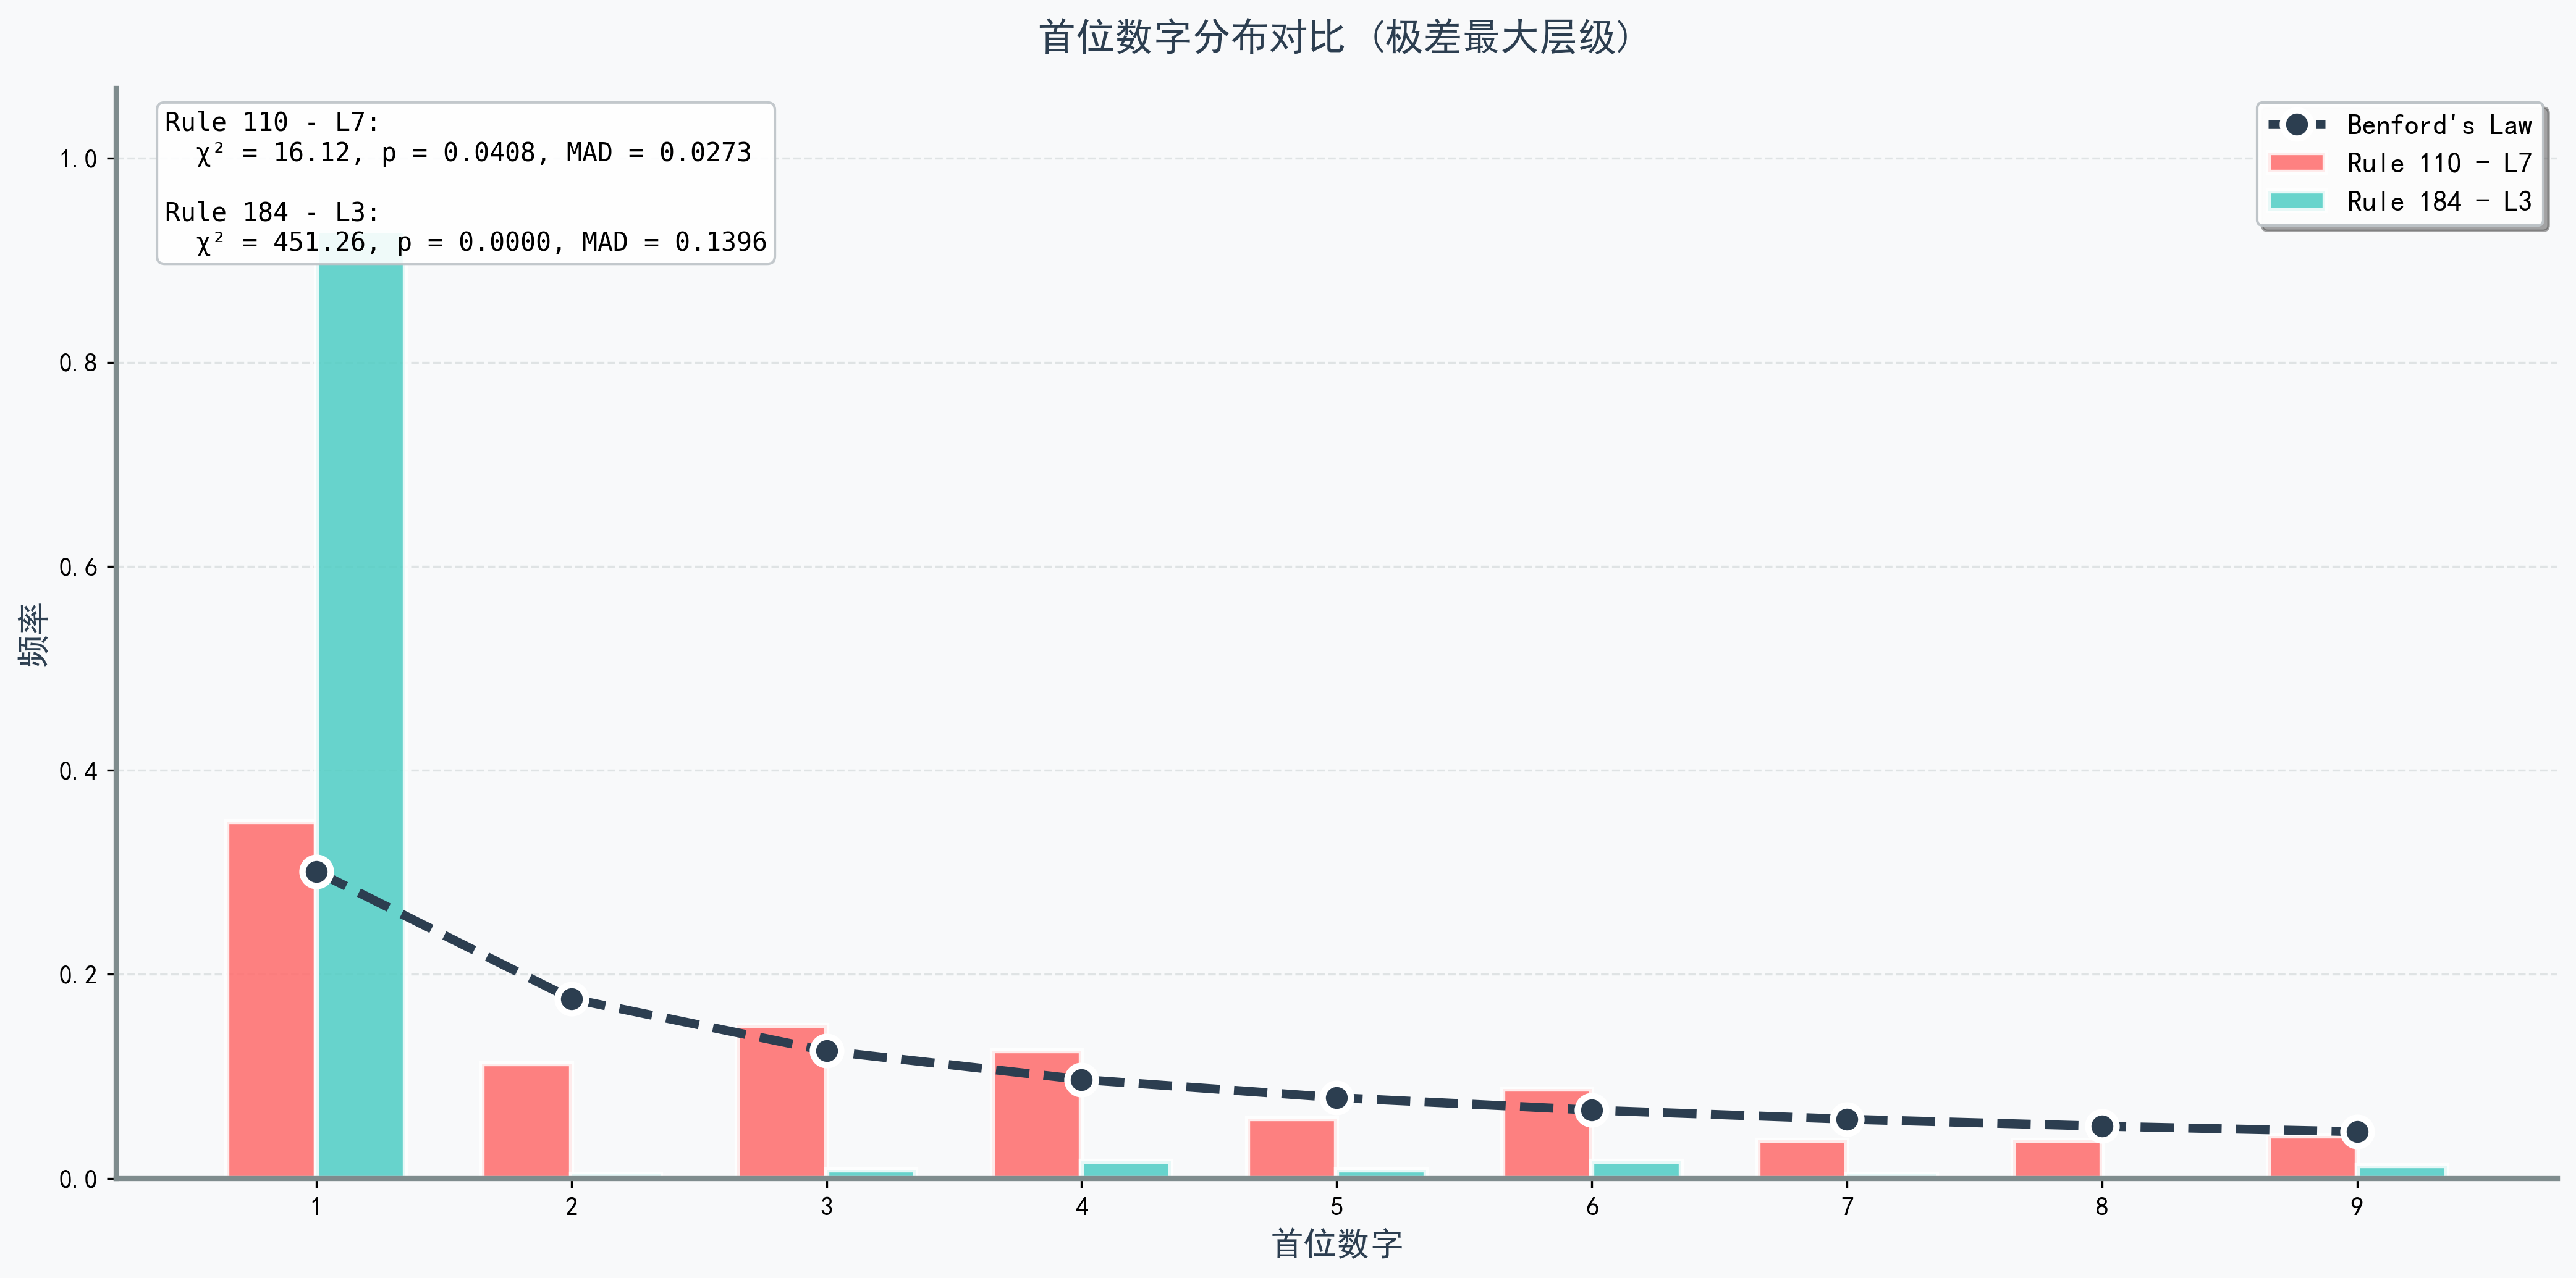 首位数字分布对比 (极差最大层级)
Rule 110 - L7:
χ² = 16.12, p = 0.0408, MAD = 0.0273
Rule 184 - L3:
χ² = 451.26, p = 0.0000, MAD = 0.1396
Benford's Law
Rule 110 - L7
Rule 184 - L3
频率
1.0
0.8
0.6
0.4
0.2
0.0
1 2 3 4 5 6 7 8 9
首位数字